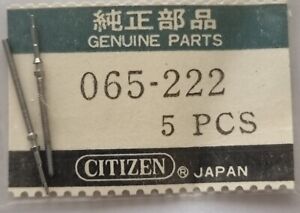 純正部品
GENUINE PARTS
065-222
5 PCS
CITIZEN ® JAPAN